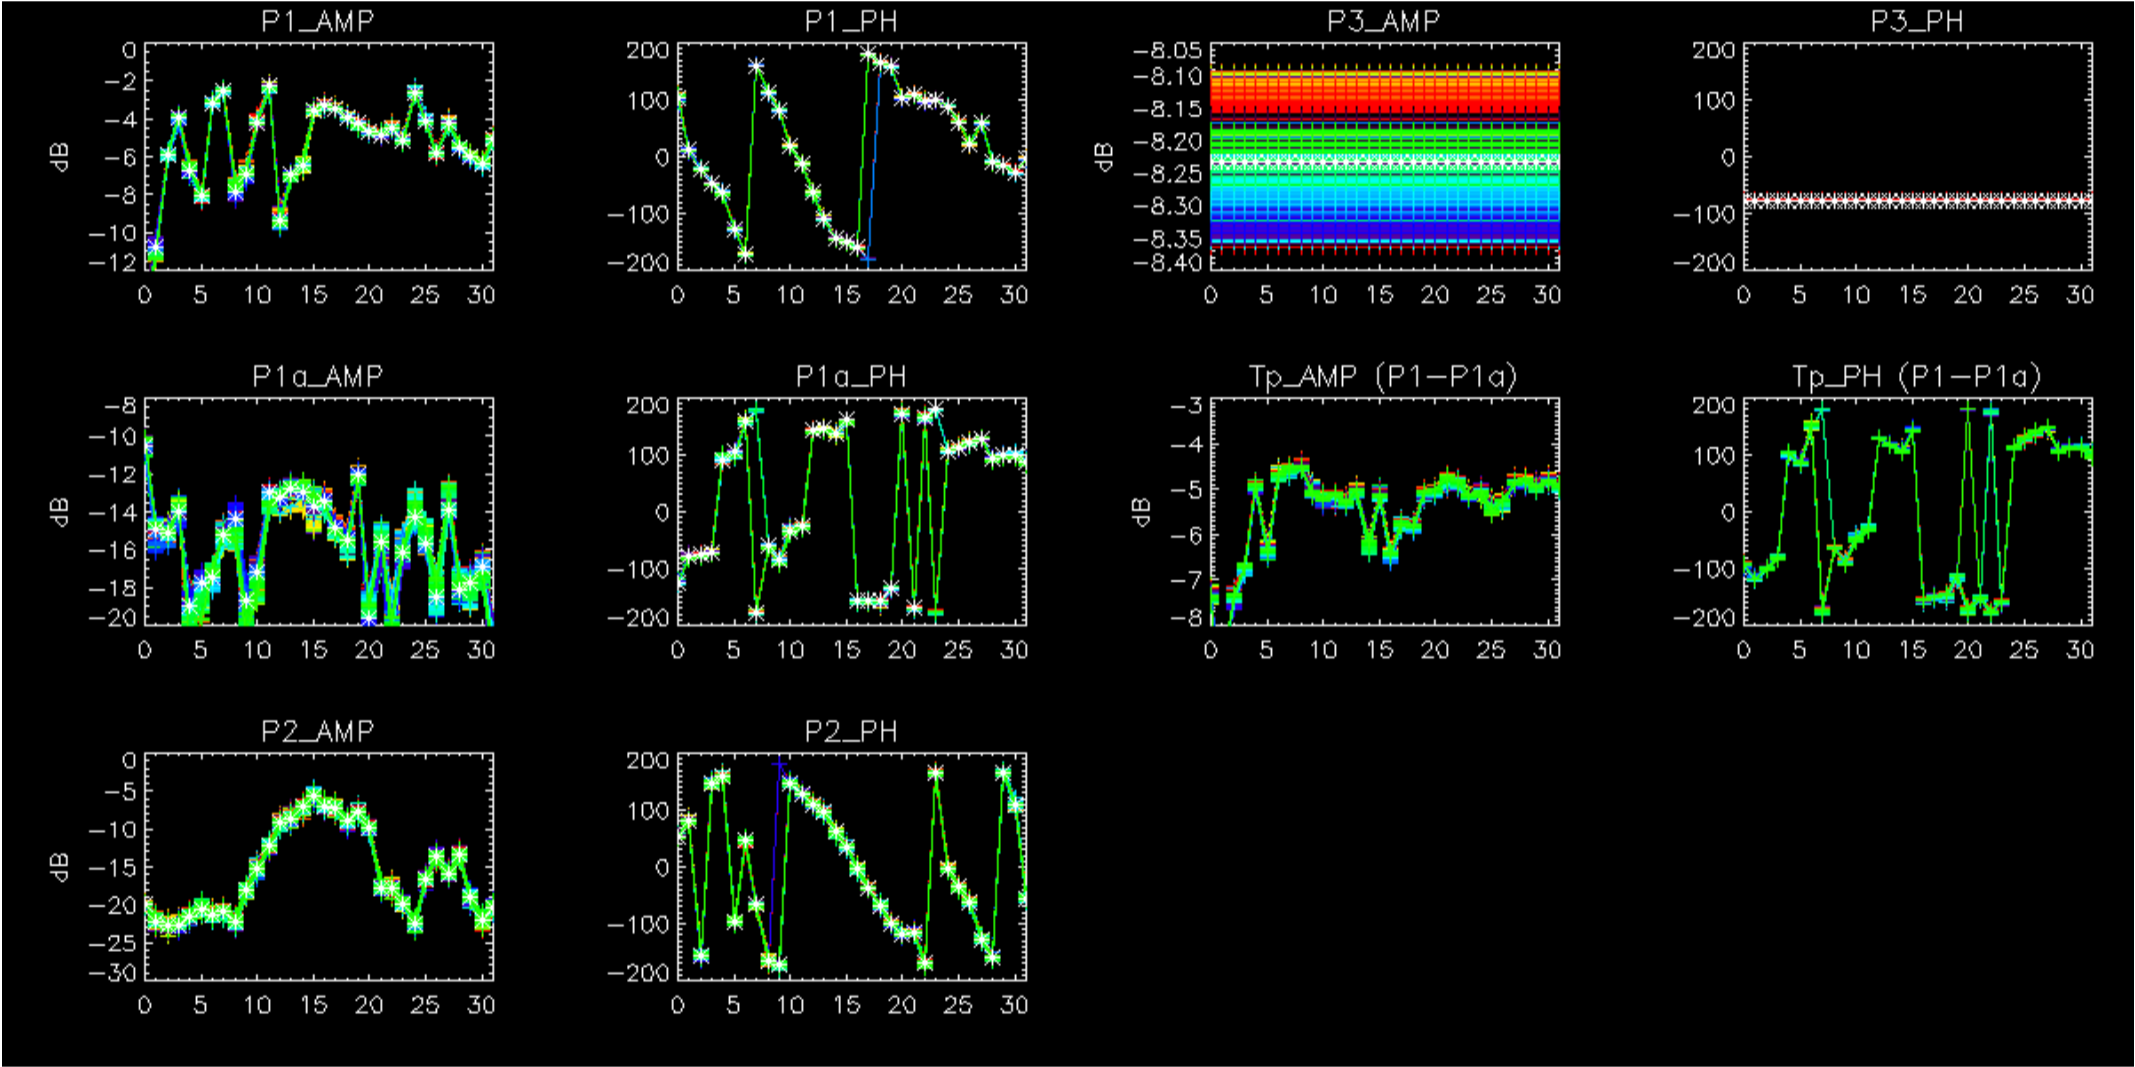 P1_AMP P1_PH P3_AMP P3_PH
0 200 -8.05 200
-2 100 -8.10 100
-4 0 -8.15 0
-6 -100 -8.20 -100
-8 -200 -8.25 -200
-10 -8.30
-12 -8.35
-8.40
dB dB
0 5 10 15 20 25 30 0 5 10 15 20 25 30 0 5 10 15 20 25 30 0 5 10 15 20 25 30
P1a_AMP P1a_PH Tp_AMP (P1-P1a) Tp_PH (P1-P1a)
-8 200 -3 200
-10 100 -4 100
-12 0 -5 0
-14 -100 -6 -100
-16 -200 -7 -200
-18 -8
-20
dB dB
0 5 10 15 20 25 30 0 5 10 15 20 25 30 0 5 10 15 20 25 30 0 5 10 15 20 25 30
P2_AMP P2_PH
0 200
-5 100
-10 0
-15 -100
-20 -200
-25
-30
dB
0 5 10 15 20 25 30 0 5 10 15 20 25 30